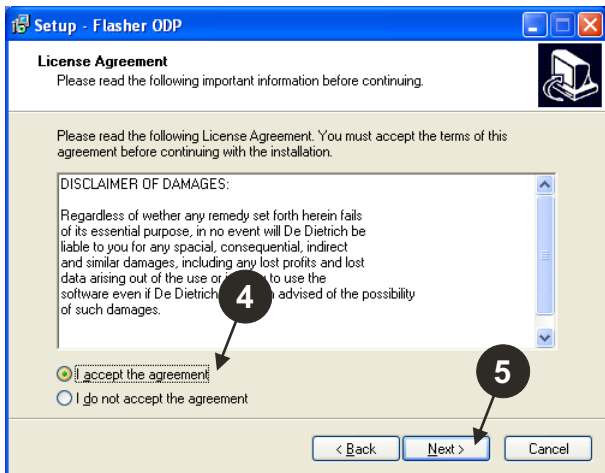 Setup - Flasher ODP
License Agreement
Please read the following important information before continuing.
Please read the following License Agreement. You must accept the terms of this
agreement before continuing with the installation.
DISCLAIMER OF DAMAGES:
Regardless of wether any remedy set forth herein fails
of its essential purpose, in no event will De Dietrich be
liable to you for any spacial, consequential, indirect
and similar damages, including any lost profits and lost
data arising out of the use or to use the
software even if De Dietrich advised of the possibility
of such damages.
4
I accept the agreement
I do not accept the agreement
5
< Back
Next >
Cancel